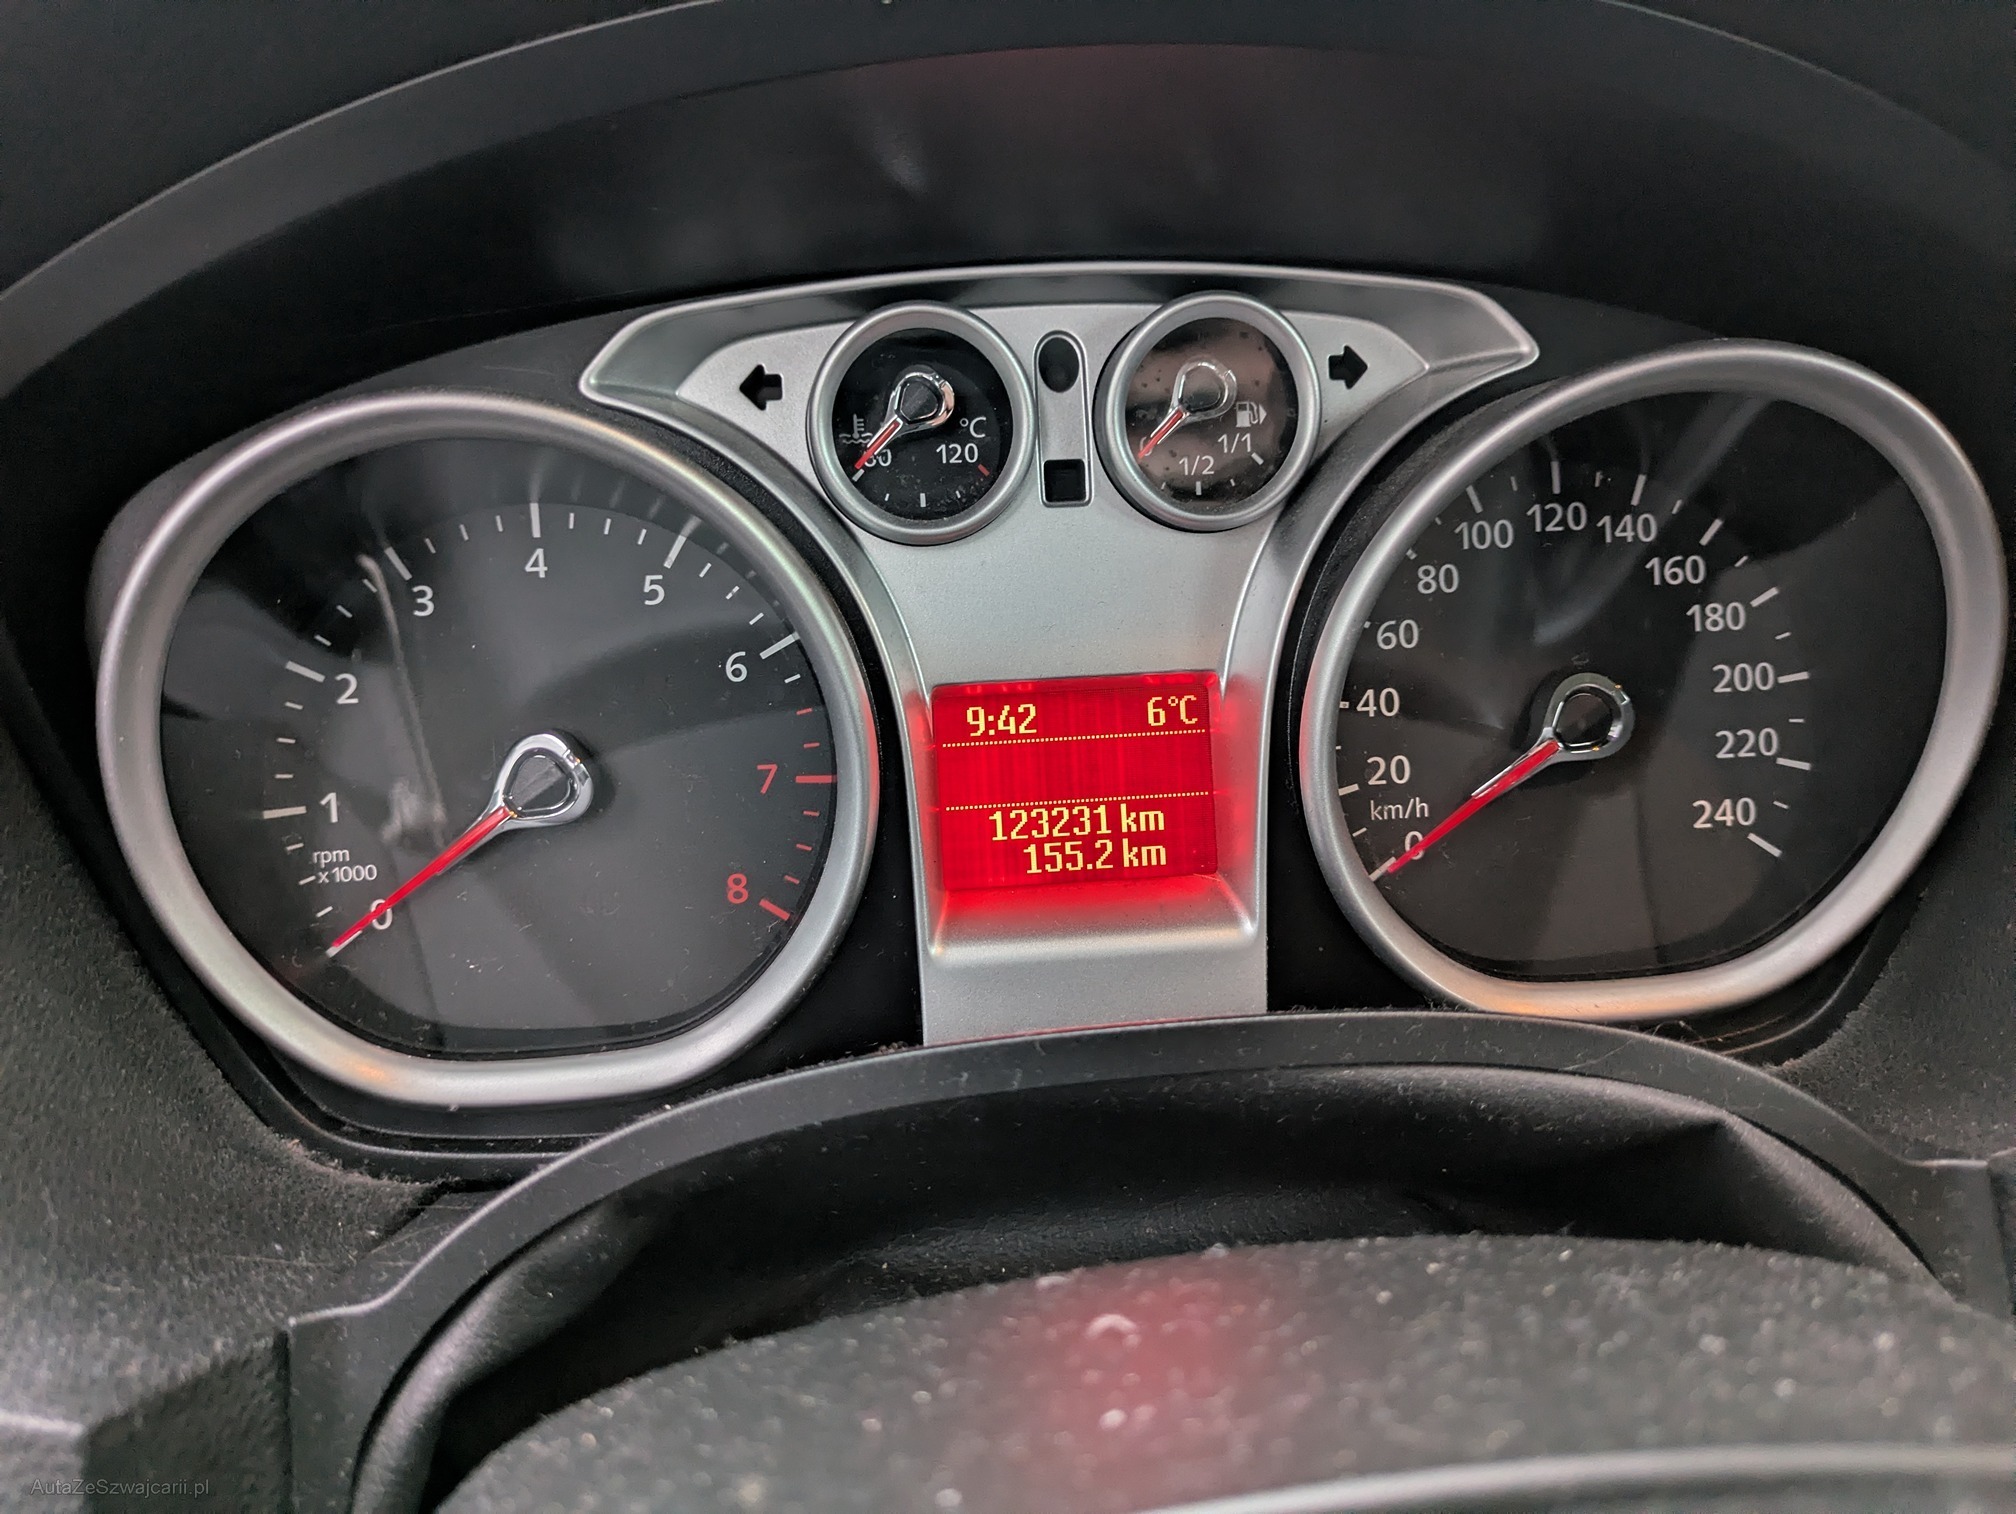 °C
60 120
0 1/2 1/1
0 1 2 3 4 5 6 7 8
rpm
x1000
9:42 6°C
123231 km
155.2 km
0 20 40 60 80 100 120 140 160 180 200 220 240
km/h
AutaZeSzwajcarii.pl